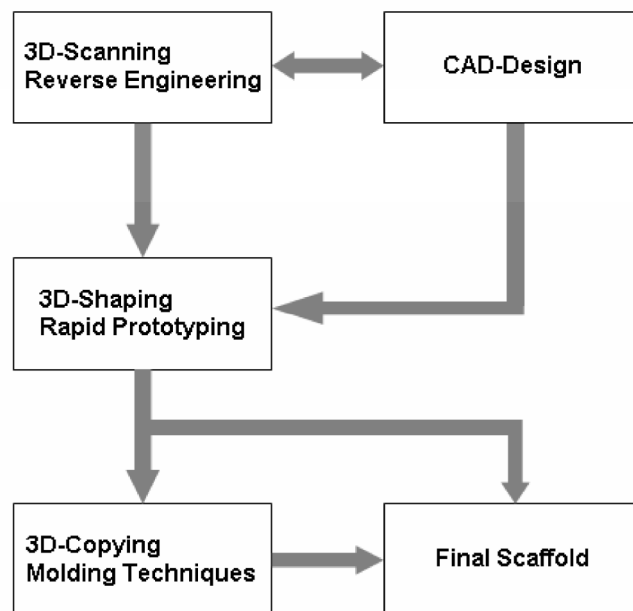 3D-Scanning
Reverse Engineering
CAD-Design
3D-Shaping
Rapid Prototyping
3D-Copying
Molding Techniques
Final Scaffold